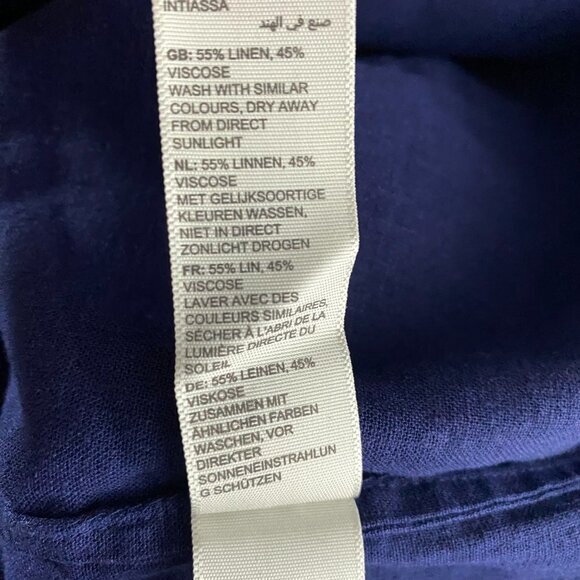 INTIASSA
صنع في الهند
GB: 55% LINEN, 45%
VISCOSE
WASH WITH SIMILAR
COLOURS, DRY AWAY
FROM DIRECT
SUNLIGHT
NL: 55% LINNEN, 45%
VISCOSE
MET GELIJKSOORTIGE
KLEUREN WASSEN,
NIET IN DIRECT
ZONLICHT DROGEN
FR: 55% LIN, 45%
VISCOSE
LAVER AVEC DES
COULEURS SIMILAIRES,
SÉCHER À L'ABRI DE LA
LUMIÈRE DIRECTE DU
SOLEIL
DE: 55% LEINEN, 45%
VISKOSE
ZUSAMMEN MIT
ÄHNLICHEN FARBEN
WASCHEN, VOR
DIREKTER
SONNENEINSTRAHLUN
G SCHÜTZEN